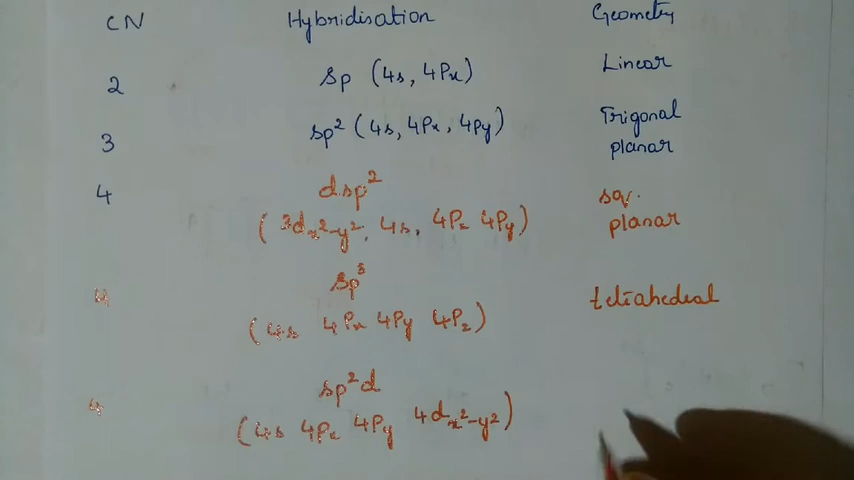 CN Hybridisation Geometry
2 sp (4s, 4Px) Linear
3 sp² (4s, 4Px, 4Py) Trigonal
planar
4 dsp² sq.
(3dx²-y², 4s, 4Px 4Py) planar
4 sp³ tetrahedral
(4s 4Px 4Py 4Pz)
4 sp²d
(4s 4Px 4Py 4dx²-y²)